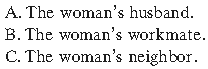 A. The woman's husband.
B. The woman's workmate.
C. The woman's neighbor.